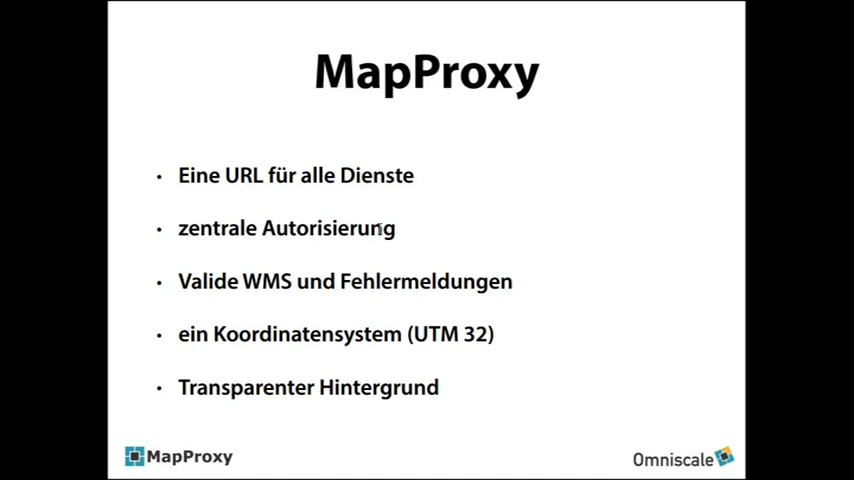 MapProxy
• Eine URL für alle Dienste
• zentrale Autorisierung
• Valide WMS und Fehlermeldungen
• ein Koordinatensystem (UTM 32)
• Transparenter Hintergrund
MapProxy
Omniscale